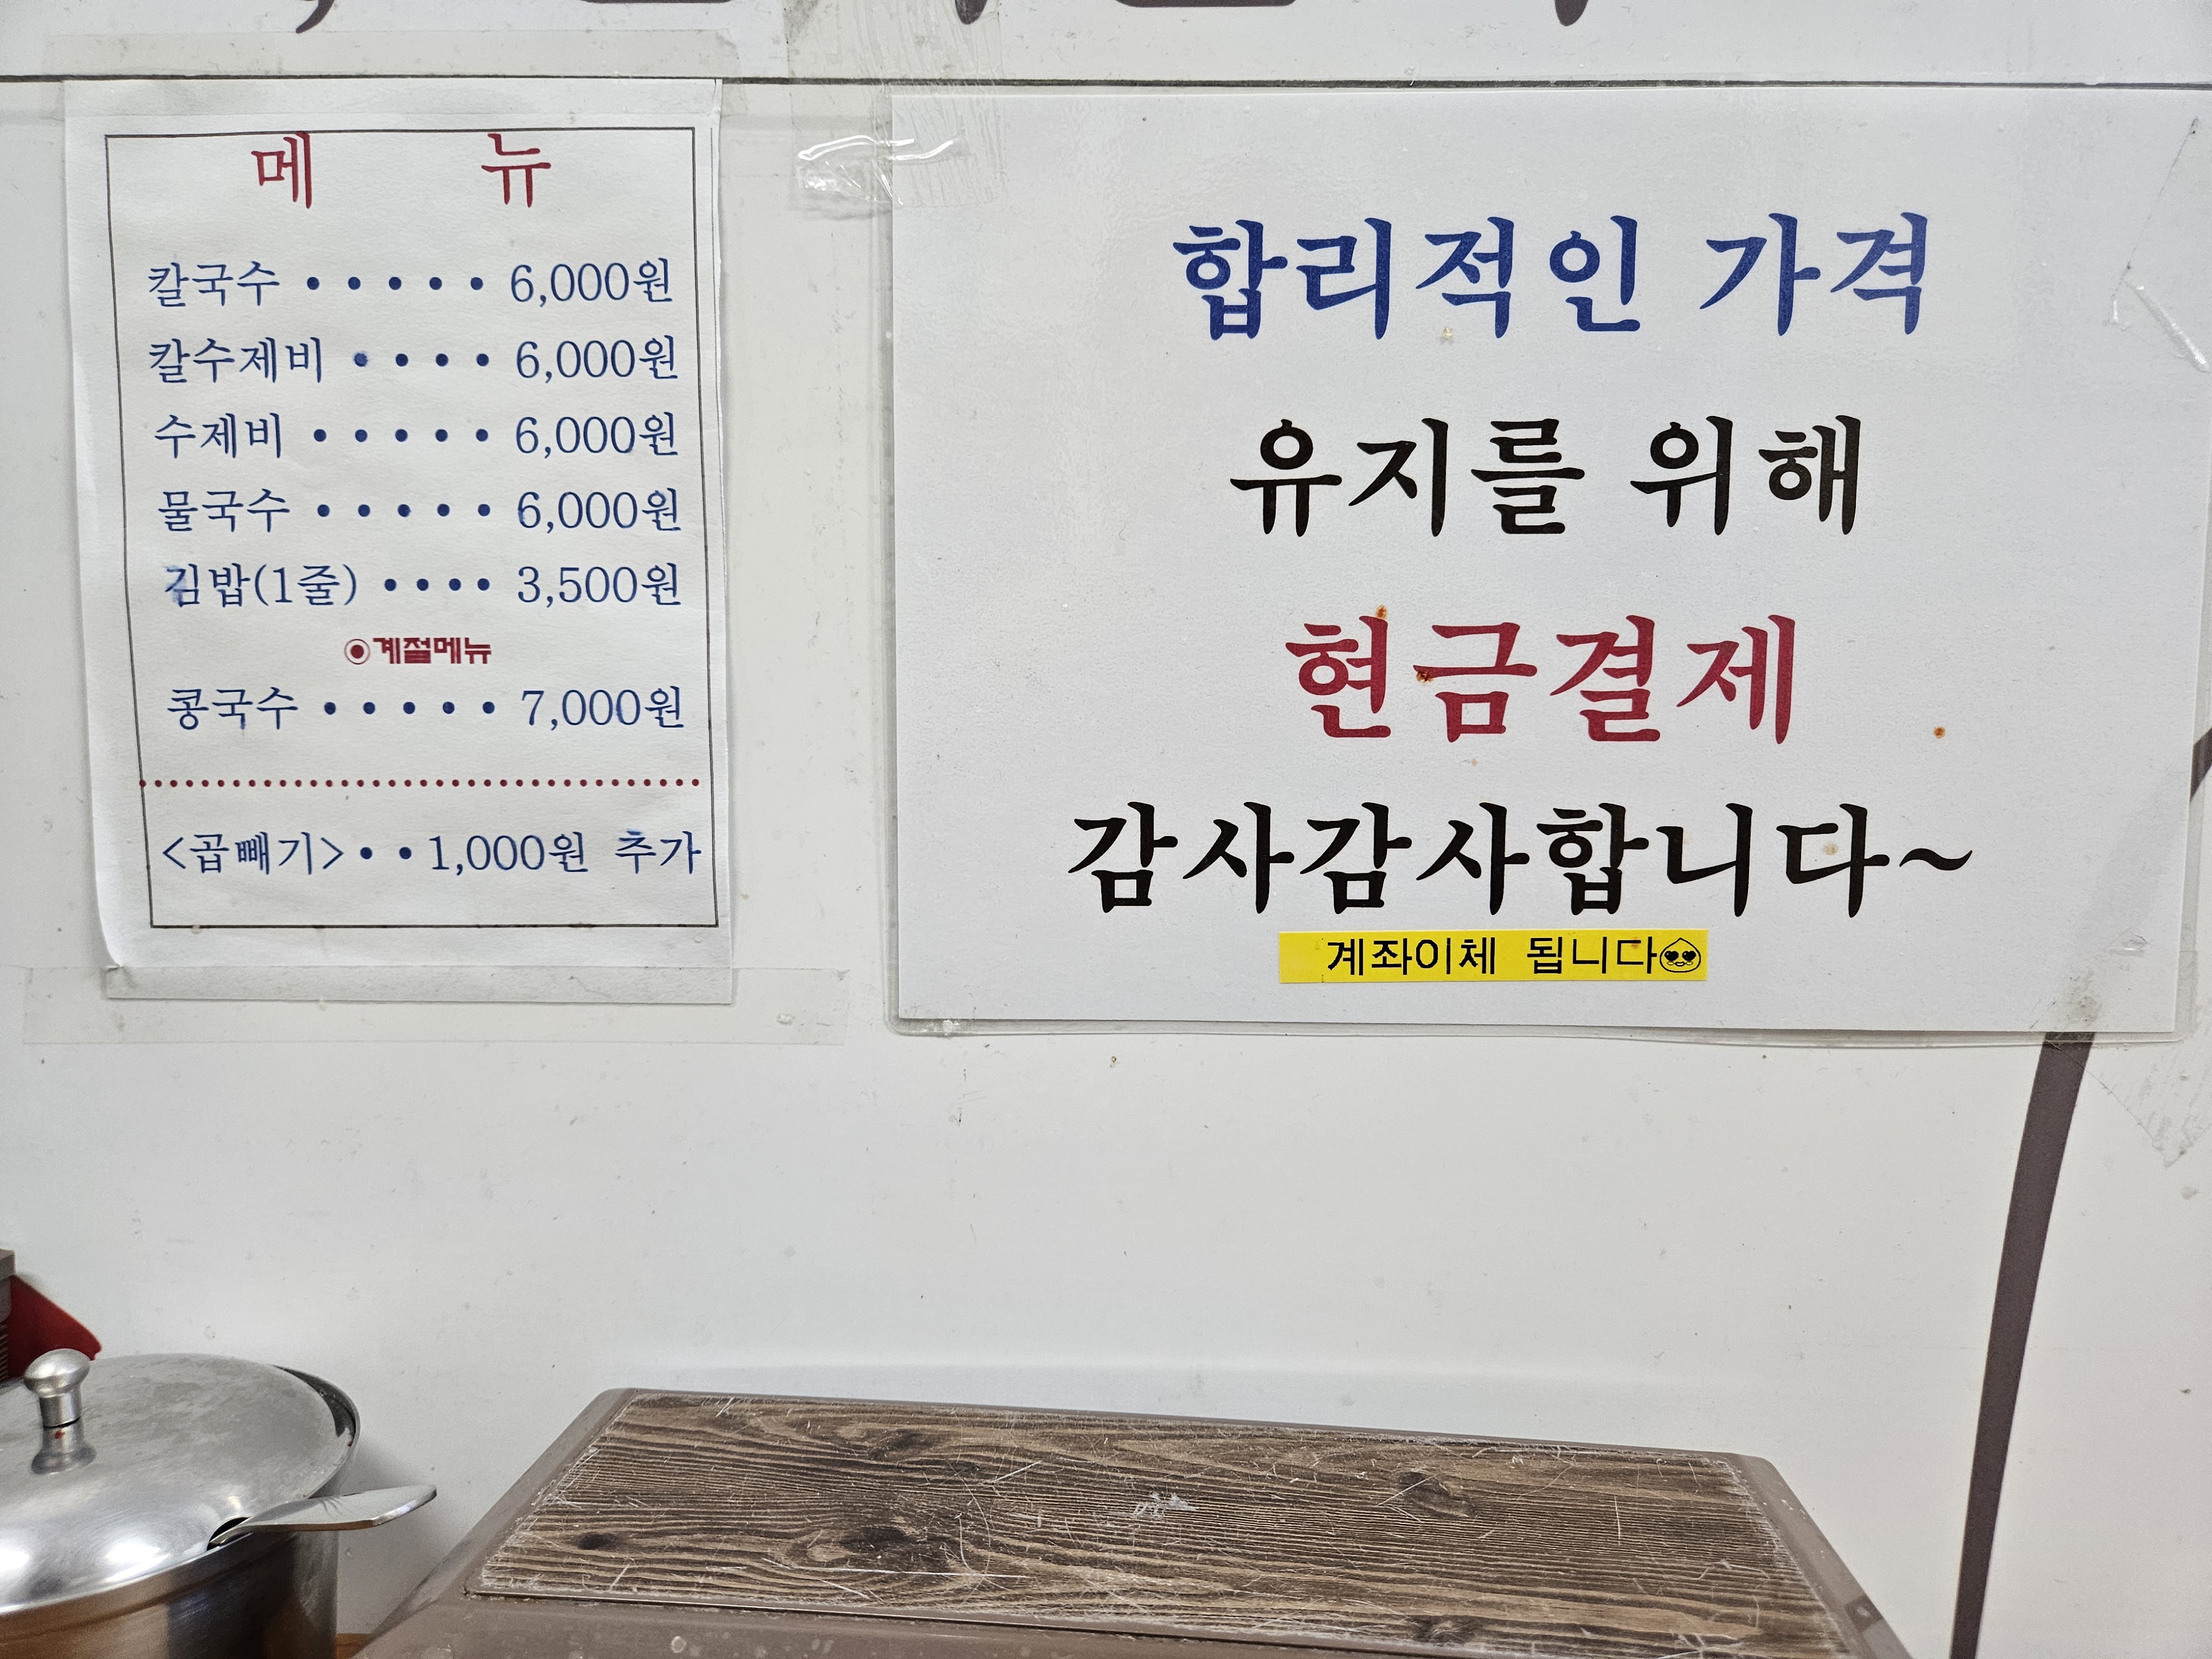 메 뉴
칼국수 ••••• 6,000원
칼수제비 •••• 6,000원
수제비 ••••• 6,000원
물국수 ••••• 6,000원
김밥(1줄) •••• 3,500원
◉계절메뉴
콩국수 ••••• 7,000원
<곱빼기>•• 1,000원 추가
합리적인 가격
유지를 위해
현금결제
감사감사합니다~
계좌이체 됩니다